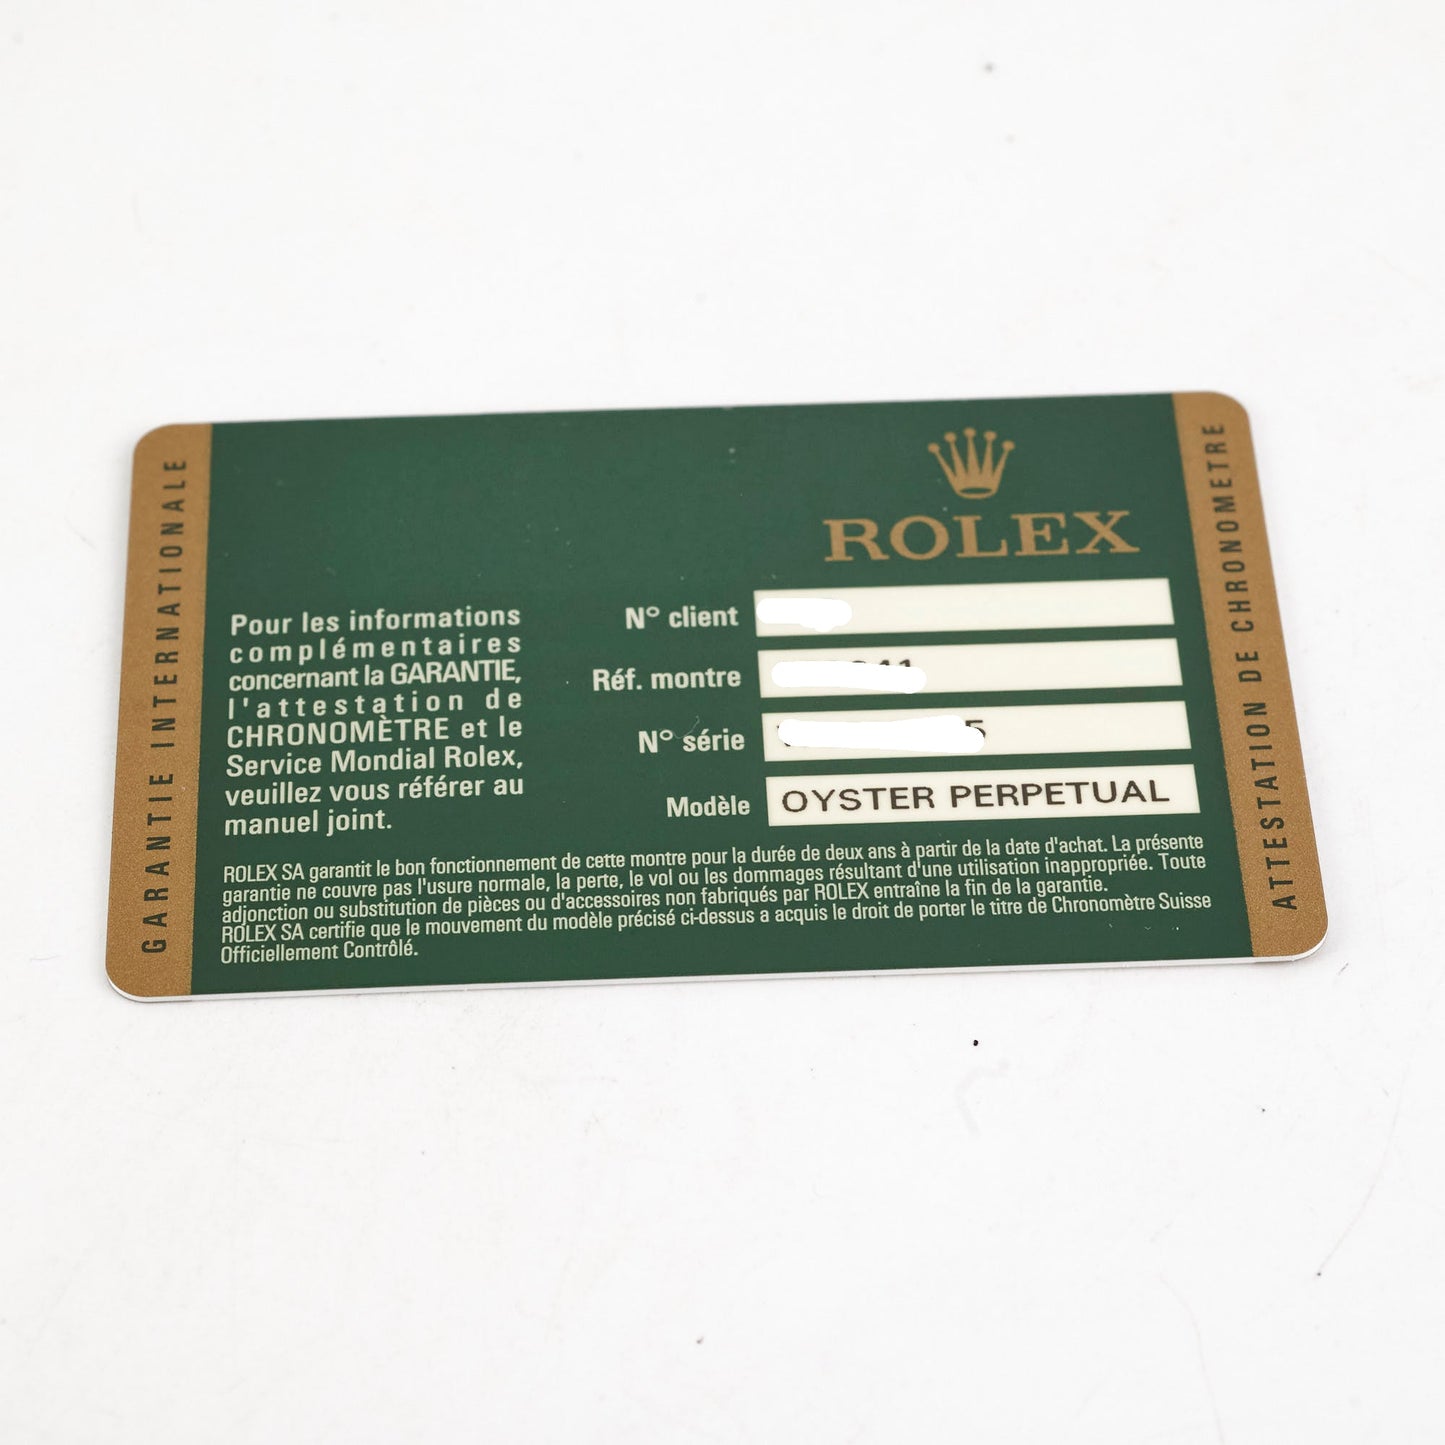 GARANTIE INTERNATIONALE
ROLEX
Pour les informations
complémentaires
concernant la GARANTIE,
l'attestation de
CHRONOMÈTRE et le
Service Mondial Rolex,
veuillez vous référer au
manuel joint.
N° client
Réf. montre
N° série
Modèle OYSTER PERPETUAL
ROLEX SA garantit le bon fonctionnement de cette montre pour la durée de deux ans à partir de la date d'achat. La présente
garantie ne couvre pas l'usure normale, la perte, le vol ou les dommages résultant d'une utilisation inappropriée. Toute
adjonction ou substitution de pièces ou d'accessoires non fabriqués par ROLEX entraîne la fin de la garantie.
ROLEX SA certifie que le mouvement du modèle précisé ci-dessus a acquis le droit de porter le titre de Chronomètre Suisse
Officiellement Contrôlé.
ATTESTATION DE CHRONOMETRE